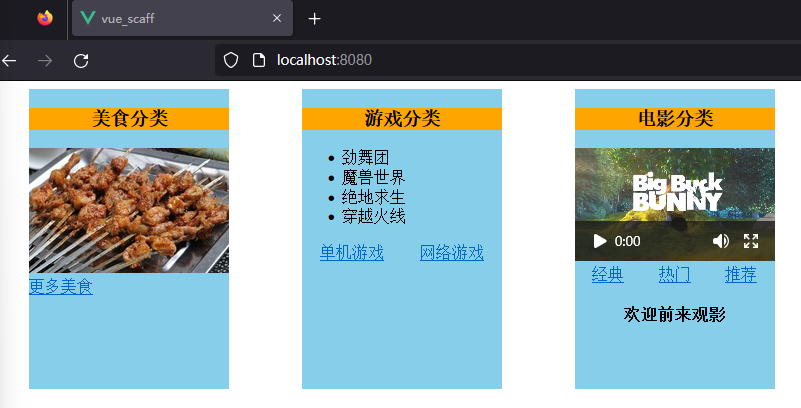 vue_scaff
localhost:8080
美食分类
更多美食
游戏分类
劲舞团
魔兽世界
绝地求生
穿越火线
单机游戏 网络游戏
电影分类
Big Buck
BUNNY
0:00
经典 热门 推荐
欢迎前来观影